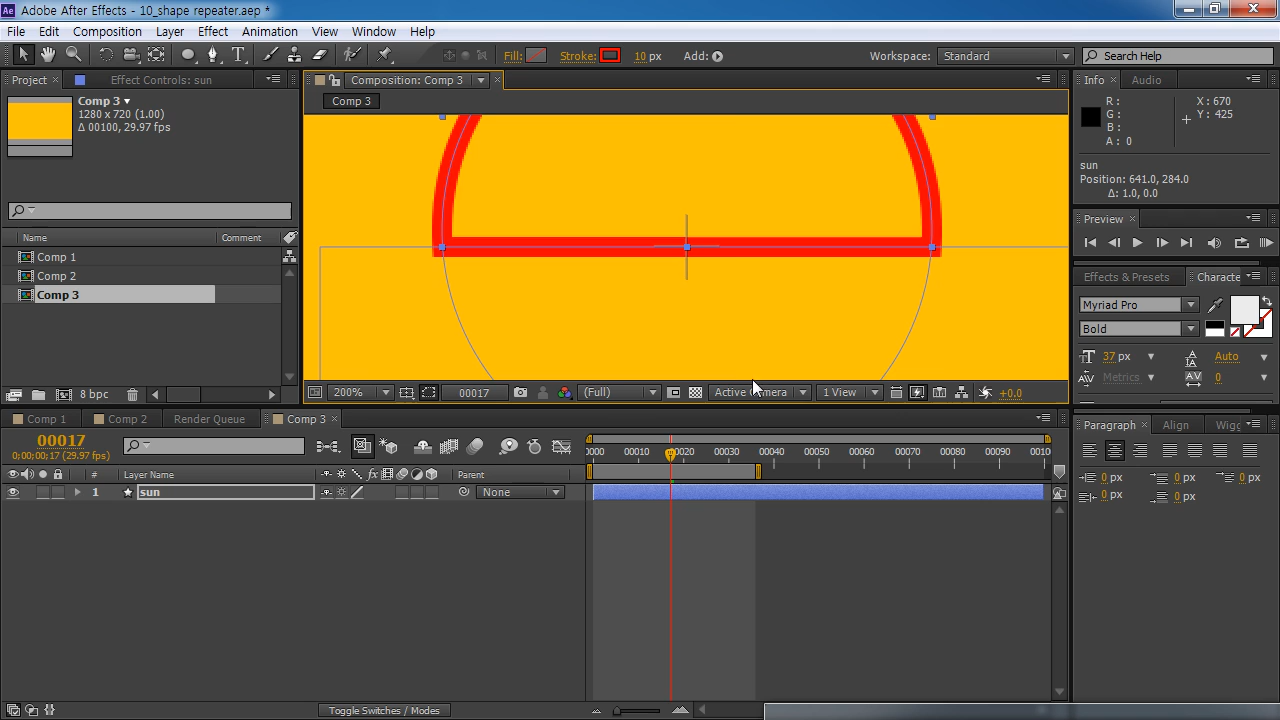 Adobe After Effects - 10_shape repeater.aep *
File Edit Composition Layer Effect Animation View Window Help
Fill: Stroke: 10 px Add: Workspace: Standard Search Help
Project Effect Controls: sun Composition: Comp 3 Info Audio
Comp 3
1280 x 720 (1.00)
Δ 00100, 29.97 fps
Comp 3
R :
G :
B :
A : 0
X : 670
Y : 425
sun
Position: 641.0, 284.0
Δ: 1.0, 0.0
Preview
Name Comment
Comp 1
Comp 2
Comp 3
Effects & Presets Characte
Myriad Pro
Bold
37 px Auto
Metrics 0
8 bpc 200% 00017 (Full) Active Camera 1 View +0.0
Comp 1 Comp 2 Render Queue Comp 3
Paragraph Align Wigg
00017
0;00;00;17 (29.97 fps)
0000 00010 00020 00030 00040 00050 00060 00070 00080 00090 0010
# Layer Name Parent
1 sun None
0 px 0 px 0 px
0 px 0 px
Toggle Switches / Modes